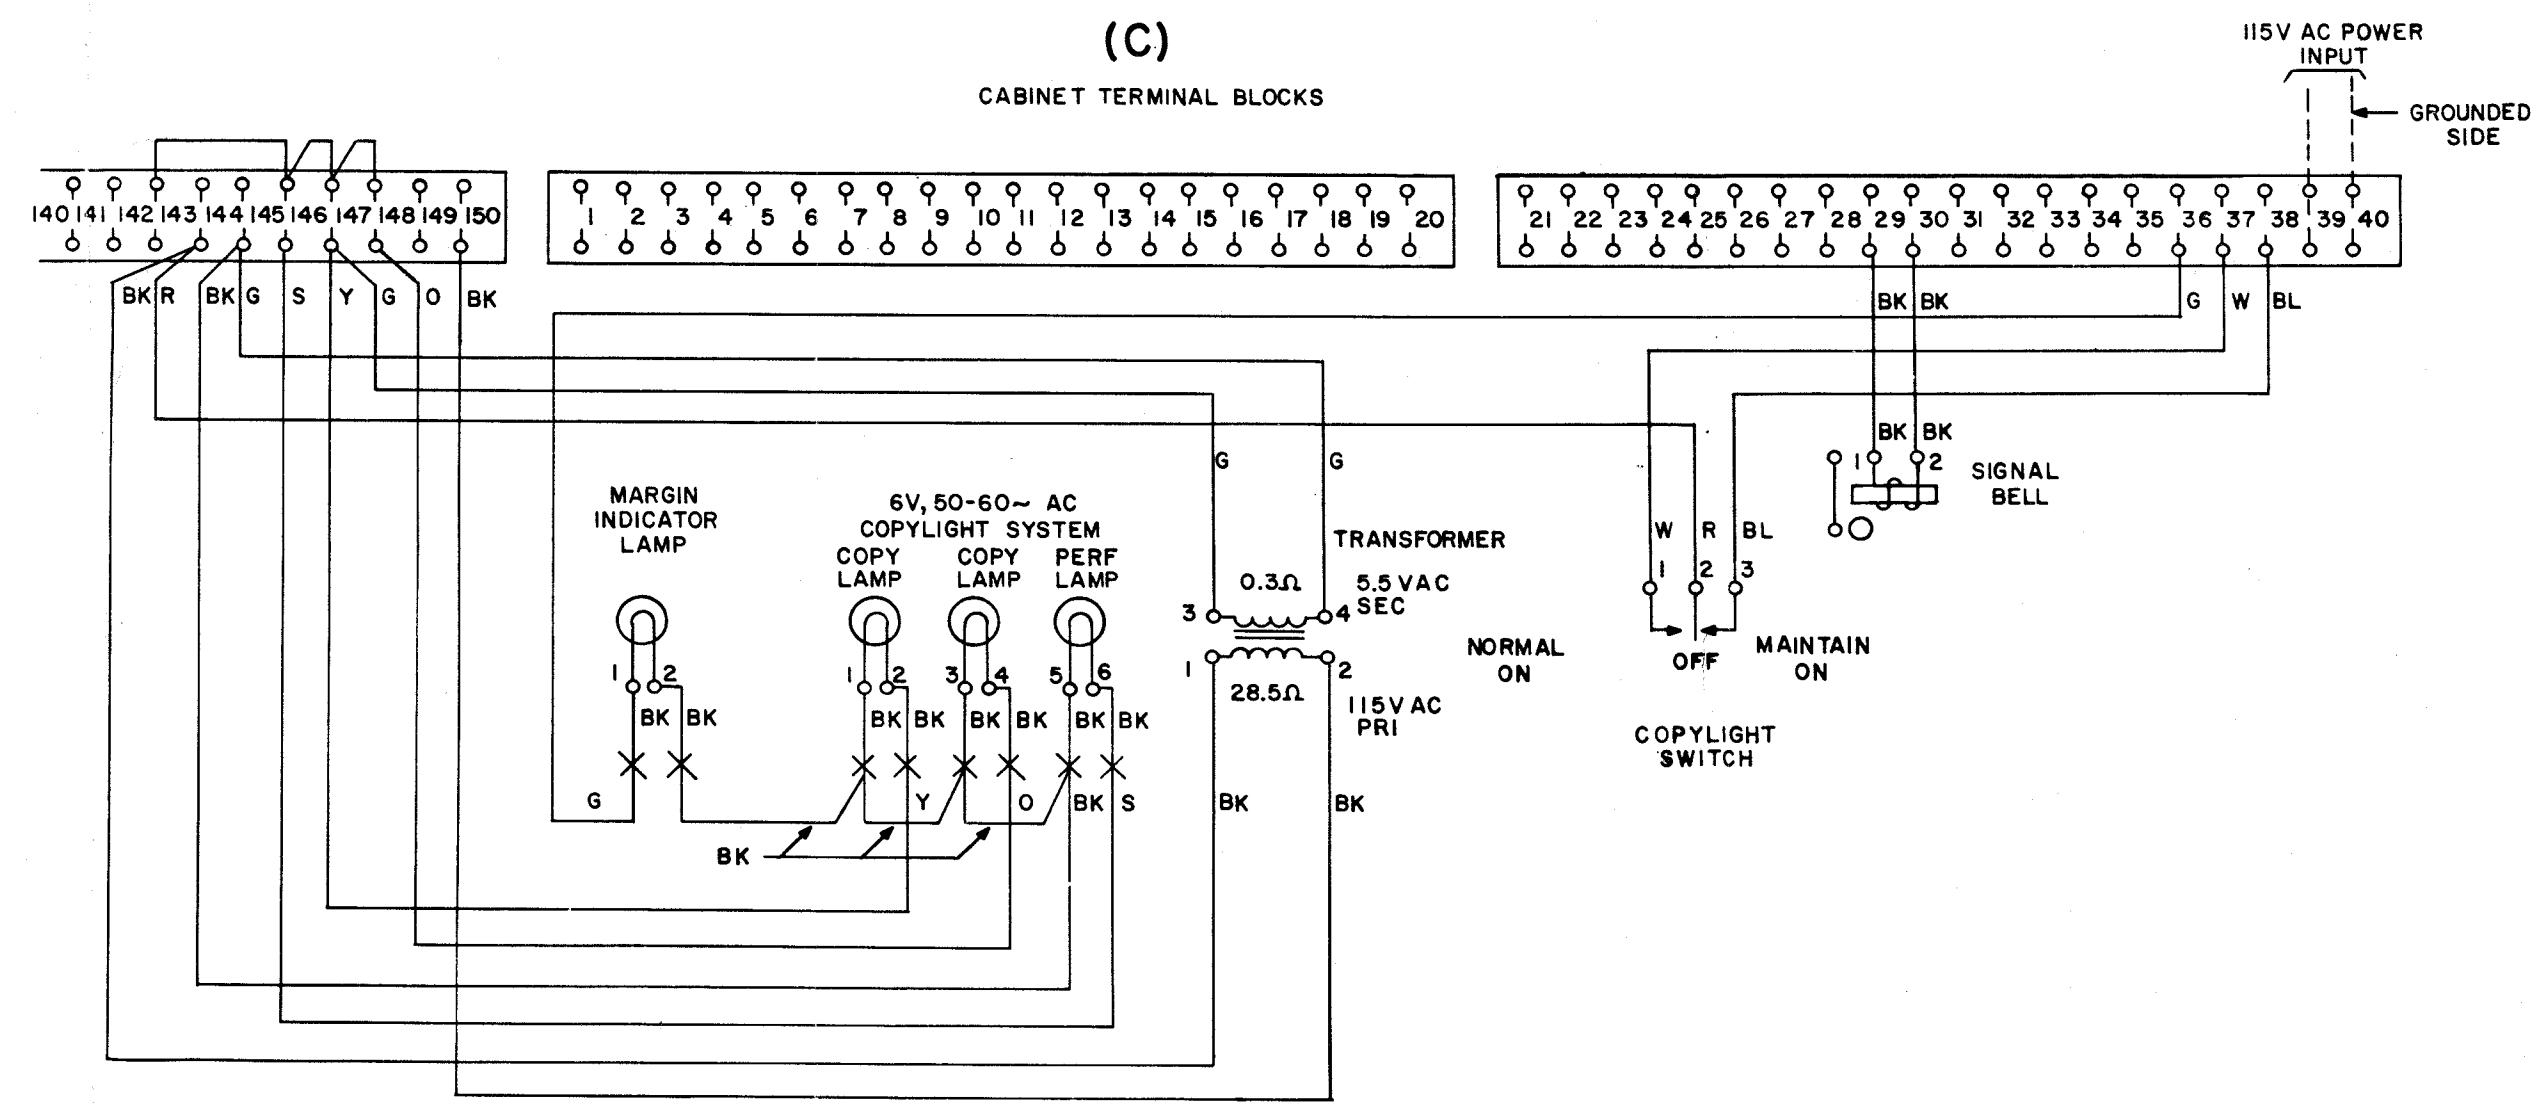 (C)
115V AC POWER
INPUT
CABINET TERMINAL BLOCKS
GROUNDED
SIDE
140 141 142 143 144 145 146 147 148 149 150
1 2 3 4 5 6 7 8 9 10 11 12 13 14 15 16 17 18 19 20
21 22 23 24 25 26 27 28 29 30 31 32 33 34 35 36 37 38 39 40
BK R BK G S Y G O BK
BK BK G W BL
BK BK
G G
1 2
SIGNAL
BELL
MARGIN
INDICATOR
LAMP
6V, 50-60~ AC
COPYLIGHT SYSTEM
COPY
LAMP
COPY
LAMP
PERF
LAMP
TRANSFORMER
0.3Ω
5.5 VAC
SEC
3 4
1 2
28.5Ω
115V AC
PRI
W R BL
1 2 3
NORMAL
ON
OFF
MAINTAIN
ON
COPYLIGHT
SWITCH
1 2
1 2 3 4 5 6
BK BK
BK BK BK BK BK BK
G Y O BK S
BK BK
BK